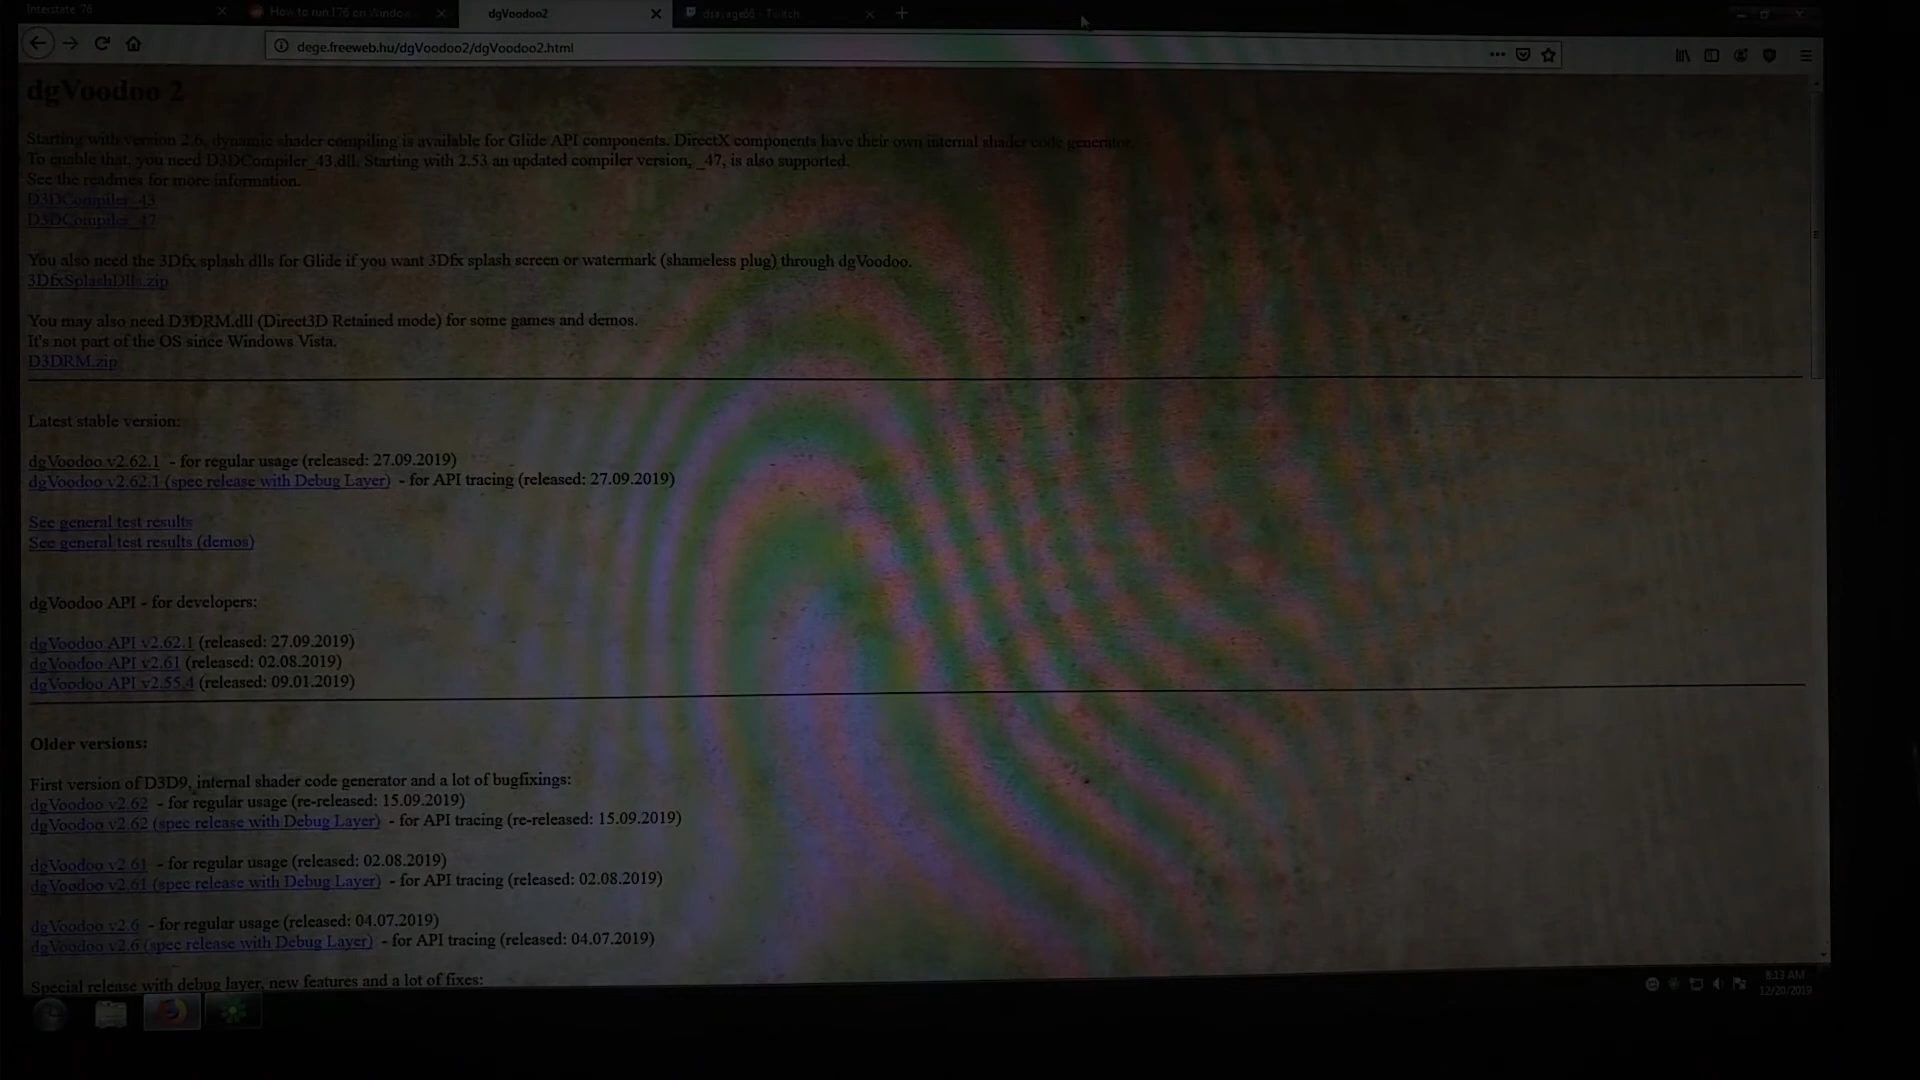 Interstate '76
How to run I'76 on Window
dgVoodoo2
dsavage66 - Twitch
dege.freeweb.hu/dgVoodoo2/dgVoodoo2.html
dgVoodoo 2
Starting with version 2.6, dynamic shader compiling is available for Glide API components. DirectX components have their own internal shader code generator.
To enable that, you need D3DCompiler_43.dll. Starting with 2.53 an updated compiler version, _47, is also supported.
See the readmes for more information.
D3DCompiler_43
D3DCompiler_47
You also need the 3Dfx splash dlls for Glide if you want 3Dfx splash screen or watermark (shameless plug) through dgVoodoo.
3DfxSplashDlls.zip
You may also need D3DRM.dll (Direct3D Retained mode) for some games and demos.
It's not part of the OS since Windows Vista.
D3DRM.zip
Latest stable version:
dgVoodoo v2.62.1 - for regular usage (released: 27.09.2019)
dgVoodoo v2.62.1 (spec release with Debug Layer) - for API tracing (released: 27.09.2019)
See general test results
See general test results (demos)
dgVoodoo API - for developers:
dgVoodoo API v2.62.1 (released: 27.09.2019)
dgVoodoo API v2.61 (released: 02.08.2019)
dgVoodoo API v2.55.4 (released: 09.01.2019)
Older versions:
First version of D3D9, internal shader code generator and a lot of bugfixings:
dgVoodoo v2.62 - for regular usage (re-released: 15.09.2019)
dgVoodoo v2.62 (spec release with Debug Layer) - for API tracing (re-released: 15.09.2019)
dgVoodoo v2.61 - for regular usage (released: 02.08.2019)
dgVoodoo v2.61 (spec release with Debug Layer) - for API tracing (released: 02.08.2019)
dgVoodoo v2.6 - for regular usage (released: 04.07.2019)
dgVoodoo v2.6 (spec release with Debug Layer) - for API tracing (released: 04.07.2019)
Special release with debug layer, new features and a lot of fixes:
8:13 AM
12/20/2019